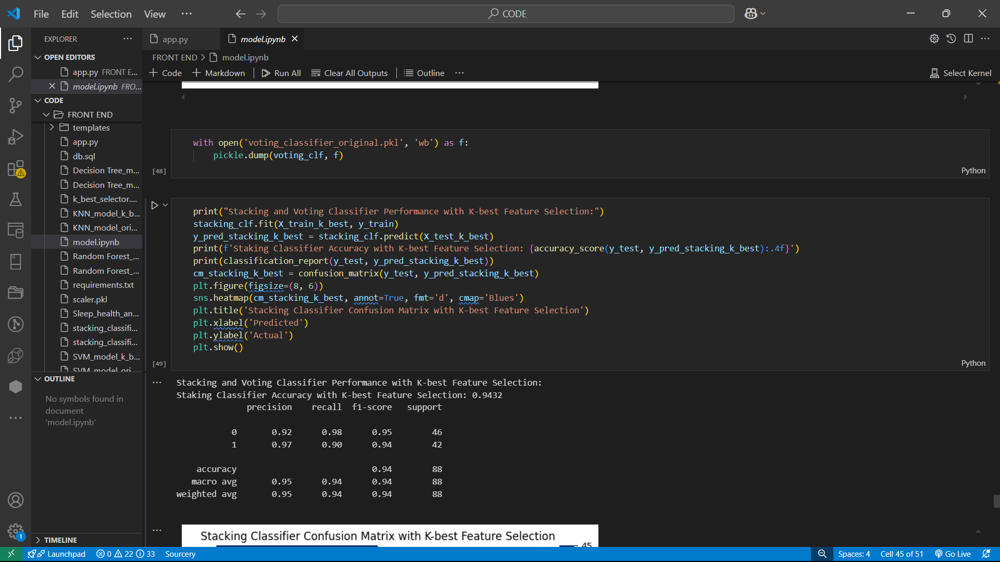 File Edit Selection View ···
CODE
EXPLORER
OPEN EDITORS
app.py FRONT E...
model.ipynb FRO...
CODE
FRONT END
templates
app.py
db.sql
Decision Tree_m...
Decision Tree_m...
k_best_selector....
KNN_model_k_b...
KNN_model_ori...
model.ipynb
Random Forest_...
Random Forest_...
requirements.txt
scaler.pkl
Sleep_health_an...
stacking_classifi...
stacking_classifi...
SVM_model_k_b...
SVM_model_ori...
OUTLINE
No symbols found in
document
'model.ipynb'
TIMELINE
app.py
model.ipynb
FRONT END > model.ipynb
+ Code + Markdown Run All Clear All Outputs Outline ···
Select Kernel
with open('voting_classifier_original.pkl', 'wb') as f:
pickle.dump(voting_clf, f)
[48]
Python
print("Stacking and Voting Classifier Performance with K-best Feature Selection:")
stacking_clf.fit(X_train_k_best, y_train)
y_pred_stacking_k_best = stacking_clf.predict(X_test_k_best)
print(f'Staking Classifier Accuracy with K-best Feature Selection: {accuracy_score(y_test, y_pred_stacking_k_best):.4f}')
print(classification_report(y_test, y_pred_stacking_k_best))
cm_stacking_k_best = confusion_matrix(y_test, y_pred_stacking_k_best)
plt.figure(figsize=(8, 6))
sns.heatmap(cm_stacking_k_best, annot=True, fmt='d', cmap='Blues')
plt.title('Stacking Classifier Confusion Matrix with K-best Feature Selection')
plt.xlabel('Predicted')
plt.ylabel('Actual')
plt.show()
[49]
Python
Stacking and Voting Classifier Performance with K-best Feature Selection:
Staking Classifier Accuracy with K-best Feature Selection: 0.9432
precision recall f1-score support
0 0.92 0.98 0.95 46
1 0.97 0.90 0.94 42
accuracy 0.94 88
macro avg 0.95 0.94 0.94 88
weighted avg 0.95 0.94 0.94 88
Stacking Classifier Confusion Matrix with K-best Feature Selection
45
1
Launchpad 0 22 33 Sourcery
Spaces: 4 Cell 45 of 51 Go Live